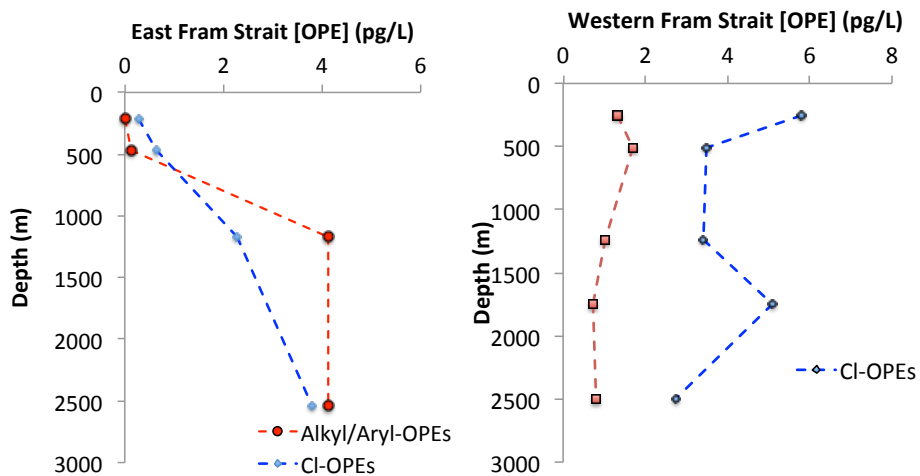 East Fram Strait [OPE] (pg/L)
0 2 4 6
0
500
1000
1500
2000
2500
3000
Depth (m)
Alkyl/Aryl-OPEs
Cl-OPEs
Western Fram Strait [OPE] (pg/L)
0 2 4 6 8
0
500
1000
1500
2000
2500
3000
Depth (m)
Cl-OPEs